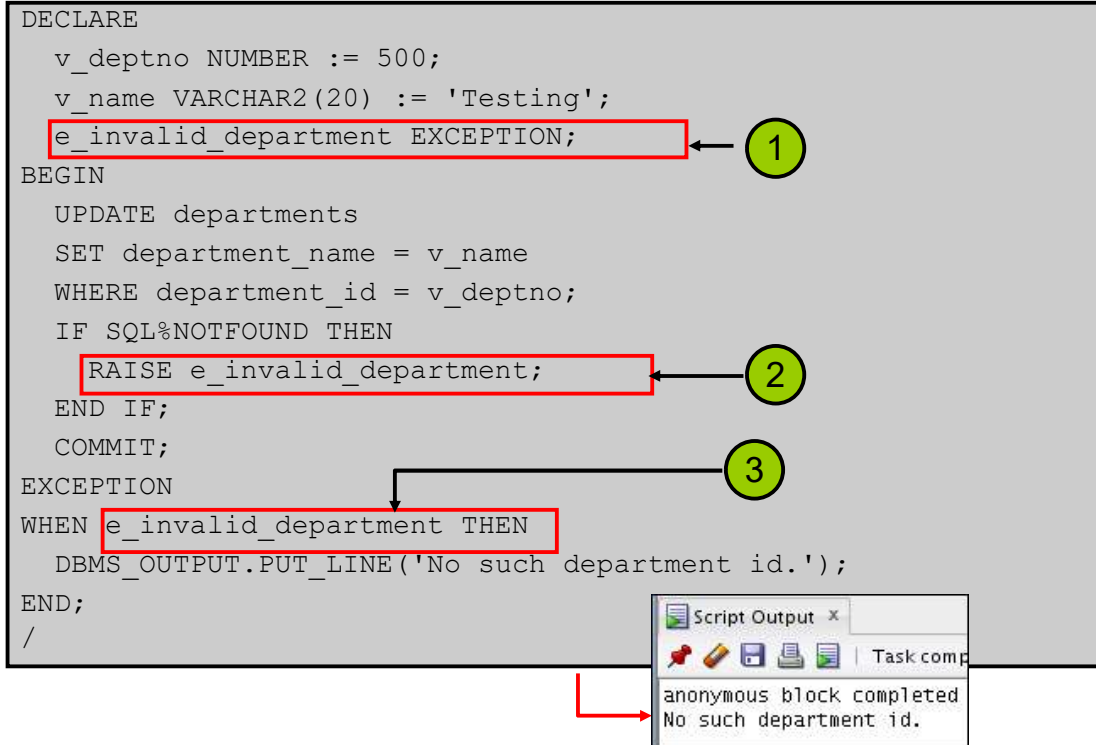 DECLARE
v_deptno NUMBER := 500;
v_name VARCHAR2(20) := 'Testing';
e_invalid_department EXCEPTION;
1
BEGIN
UPDATE departments
SET department_name = v_name
WHERE department_id = v_deptno;
IF SQL%NOTFOUND THEN
RAISE e_invalid_department;
2
END IF;
COMMIT;
3
EXCEPTION
WHEN e_invalid_department THEN
DBMS_OUTPUT.PUT_LINE('No such department id.');
END;
/
Script Output x
Task comp
anonymous block completed
No such department id.